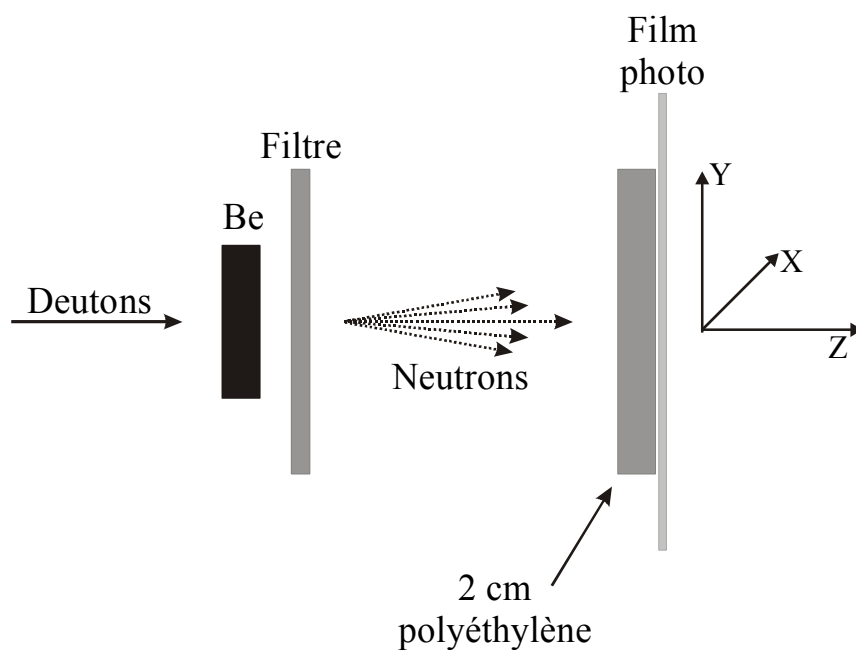 Film
photo
Filtre
Be
Y
X
Deutons
Z
Neutrons
2 cm
polyéthylène